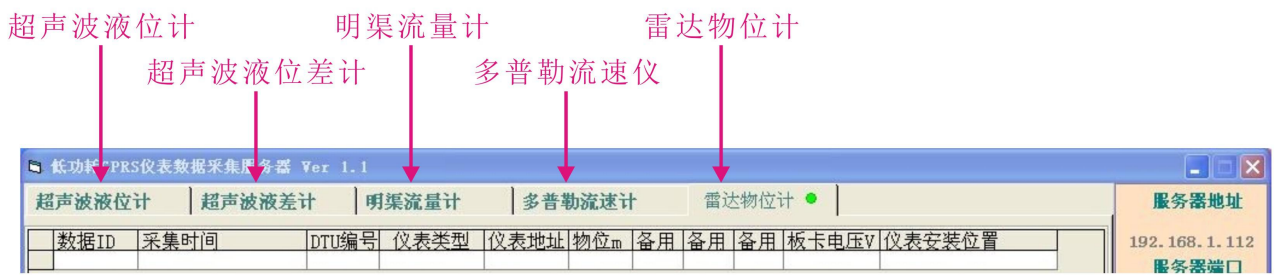 超声波液位计 明渠流量计 雷达物位计
超声波液位差计 多普勒流速仪
低功耗GPRS仪表数据采集服务器 Ver 1.1
超声波液位计 超声波液差计 明渠流量计 多普勒流速计 雷达物位计
服务器地址
数据ID 采集时间 DTU编号 仪表类型 仪表地址 物位m 备用 备用 备用 板卡电压V 仪表安装位置
192.168.1.112
服务器端口